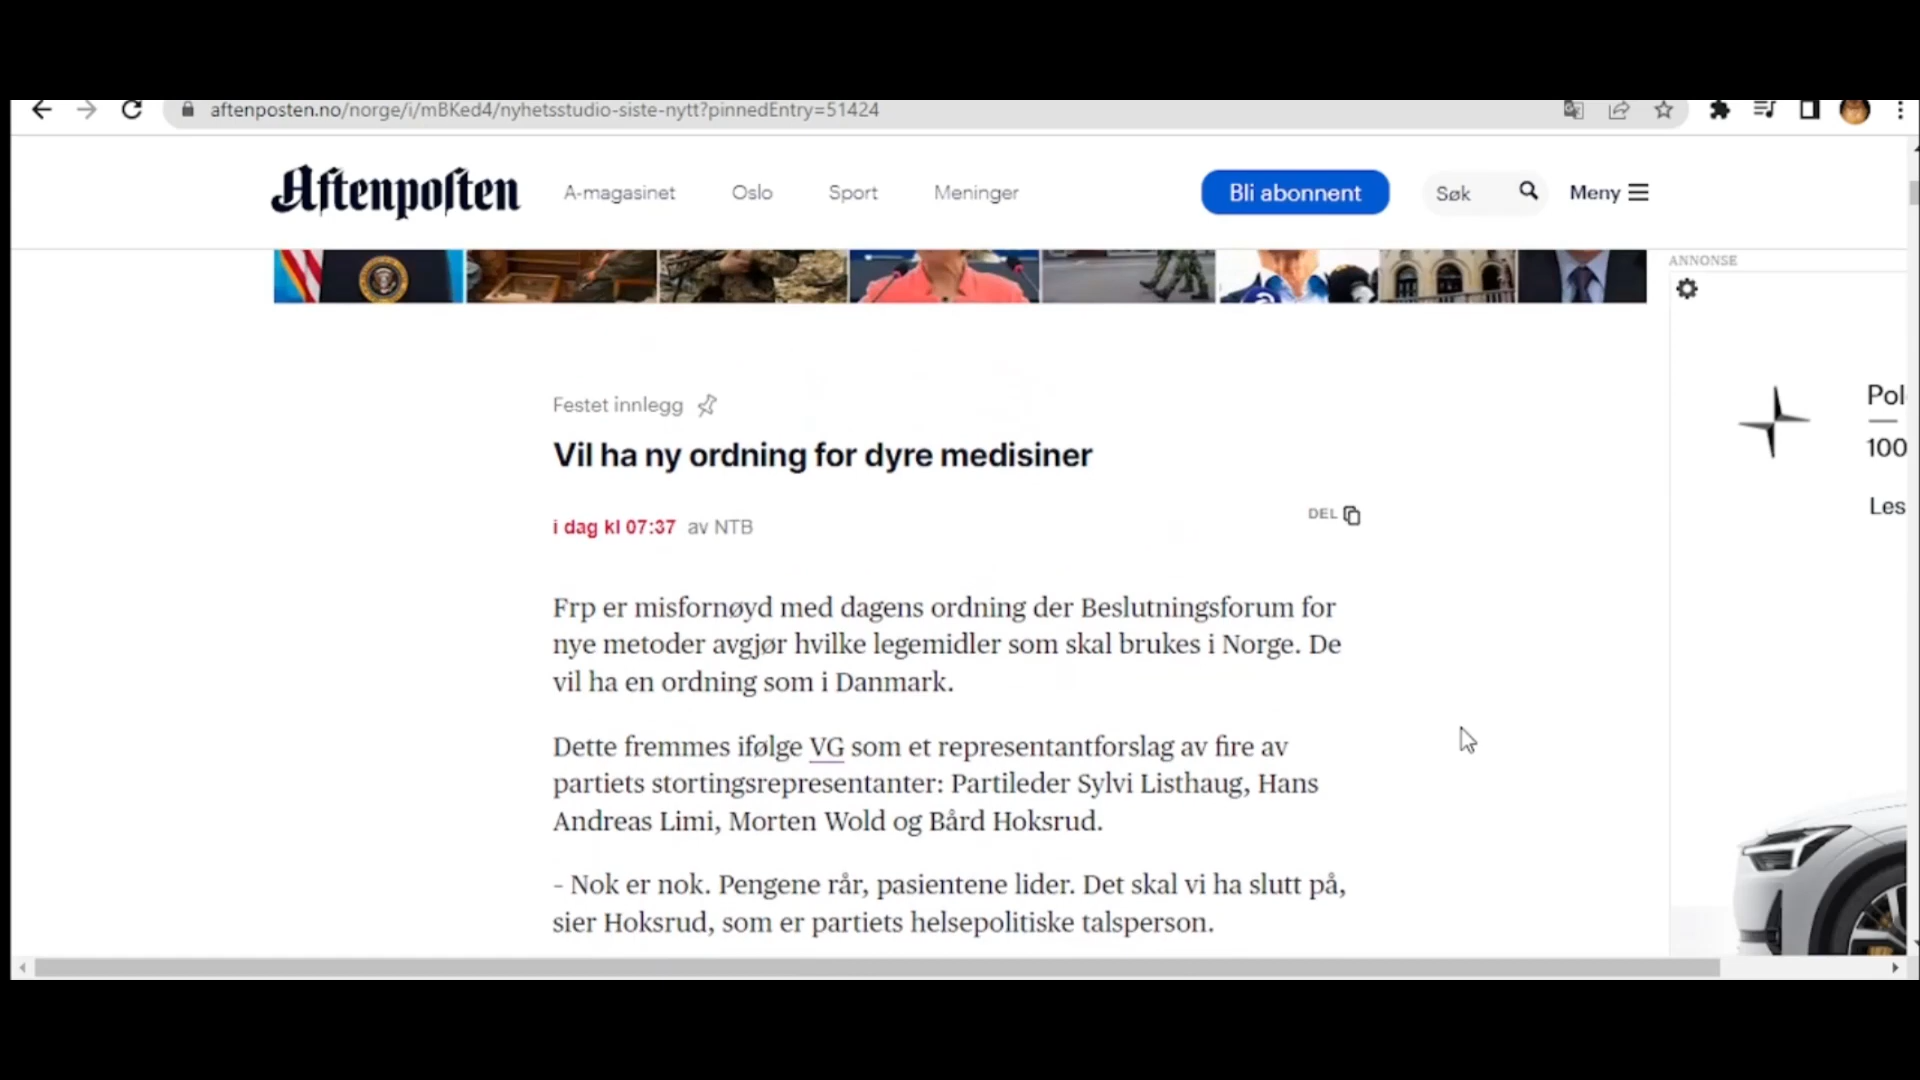 aftenposten.no/norge/i/mBKed4/nyhetsstudio-siste-nytt?pinnedEntry=51424
Aftenposten
A-magasinet
Oslo
Sport
Meninger
Bli abonnent
Søk
Meny
ANNONSE
Festet innlegg
Vil ha ny ordning for dyre medisiner
i dag kl 07:37 av NTB
DEL
Frp er misfornøyd med dagens ordning der Beslutningsforum for
nye metoder avgjør hvilke legemidler som skal brukes i Norge. De
vil ha en ordning som i Danmark.
Dette fremmes ifølge VG som et representantforslag av fire av
partiets stortingsrepresentanter: Partileder Sylvi Listhaug, Hans
Andreas Limi, Morten Wold og Bård Hoksrud.
– Nok er nok. Pengene rår, pasientene lider. Det skal vi ha slutt på,
sier Hoksrud, som er partiets helsepolitiske talsperson.
Pol
100
Les